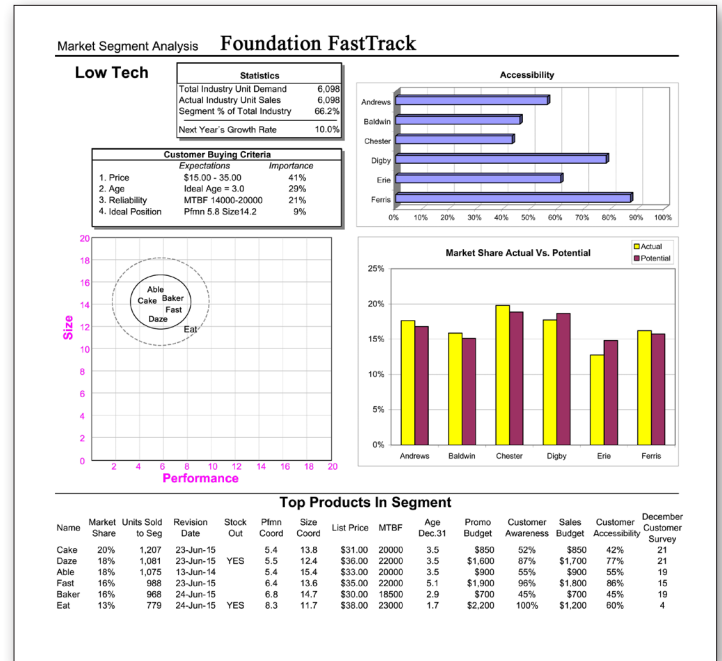 Market Segment Analysis Foundation FastTrack
Low Tech
Statistics
Total Industry Unit Demand 6,098
Actual Industry Unit Sales 6,098
Segment % of Total Industry 66.2%
Next Year's Growth Rate 10.0%
Customer Buying Criteria
Expectations Importance
1. Price $15.00 - 35.00 41%
2. Age Ideal Age = 3.0 29%
3. Reliability MTBF 14000-20000 21%
4. Ideal Position Pfmn 5.8 Size14.2 9%
Accessibility
Andrews
Baldwin
Chester
Digby
Erie
Ferris
0% 10% 20% 30% 40% 50% 60% 70% 80% 90% 100%
20
18
16
14
12
10
8
6
4
2
0
Size
Able
Cake Baker
Fast
Daze
Eat
2 4 6 8 10 12 14 16 18 20
Performance
Market Share Actual Vs. Potential
Actual
Potential
25%
20%
15%
10%
5%
0%
Andrews Baldwin Chester Digby Erie Ferris
Top Products In Segment
Name Market Share Units Sold to Seg Revision Date Stock Out Pfmn Coord Size Coord List Price MTBF Age Dec.31 Promo Budget Customer Awareness Sales Budget Customer Accessibility December Customer Survey
Cake 20% 1,207 23-Jun-15 5.4 13.8 $31.00 20000 3.5 $850 52% $850 42% 21
Daze 18% 1,081 23-Jun-15 YES 5.5 12.4 $36.00 22000 3.5 $1,600 87% $1,700 77% 21
Able 18% 1,075 13-Jun-14 5.4 15.4 $33.00 20000 3.5 $900 55% $900 55% 19
Fast 16% 988 23-Jun-15 6.4 13.6 $35.00 22000 5.1 $1,900 96% $1,800 86% 15
Baker 16% 968 24-Jun-15 6.8 14.7 $30.00 18500 2.9 $700 45% $700 45% 19
Eat 13% 779 24-Jun-15 YES 8.3 11.7 $38.00 23000 1.7 $2,200 100% $1,200 60% 4